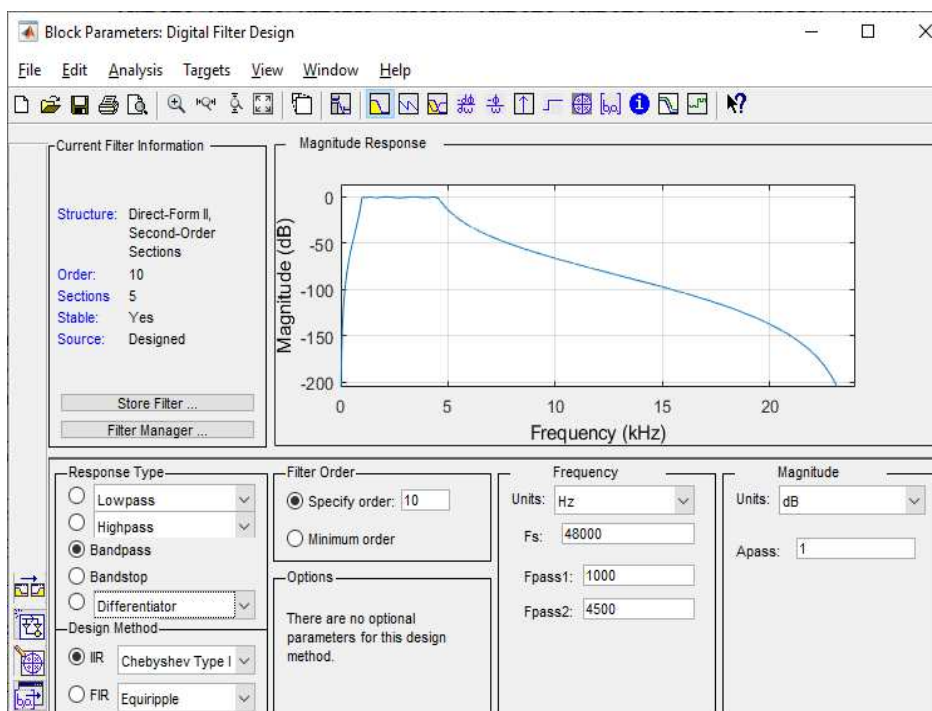 Block Parameters: Digital Filter Design
File Edit Analysis Targets View Window Help
Current Filter Information
Structure: Direct-Form II,
Second-Order
Sections
Order: 10
Sections 5
Stable: Yes
Source: Designed
Store Filter ...
Filter Manager ...
Magnitude Response
Magnitude (dB)
0
-50
-100
-150
-200
0 5 10 15 20
Frequency (kHz)
Response Type
Lowpass
Highpass
Bandpass
Bandstop
Differentiator
Design Method
IIR Chebyshev Type I
FIR Equiripple
Filter Order
Specify order: 10
Minimum order
Options
There are no optional
parameters for this design
method.
Frequency
Units: Hz
Fs: 48000
Fpass1: 1000
Fpass2: 4500
Magnitude
Units: dB
Apass: 1